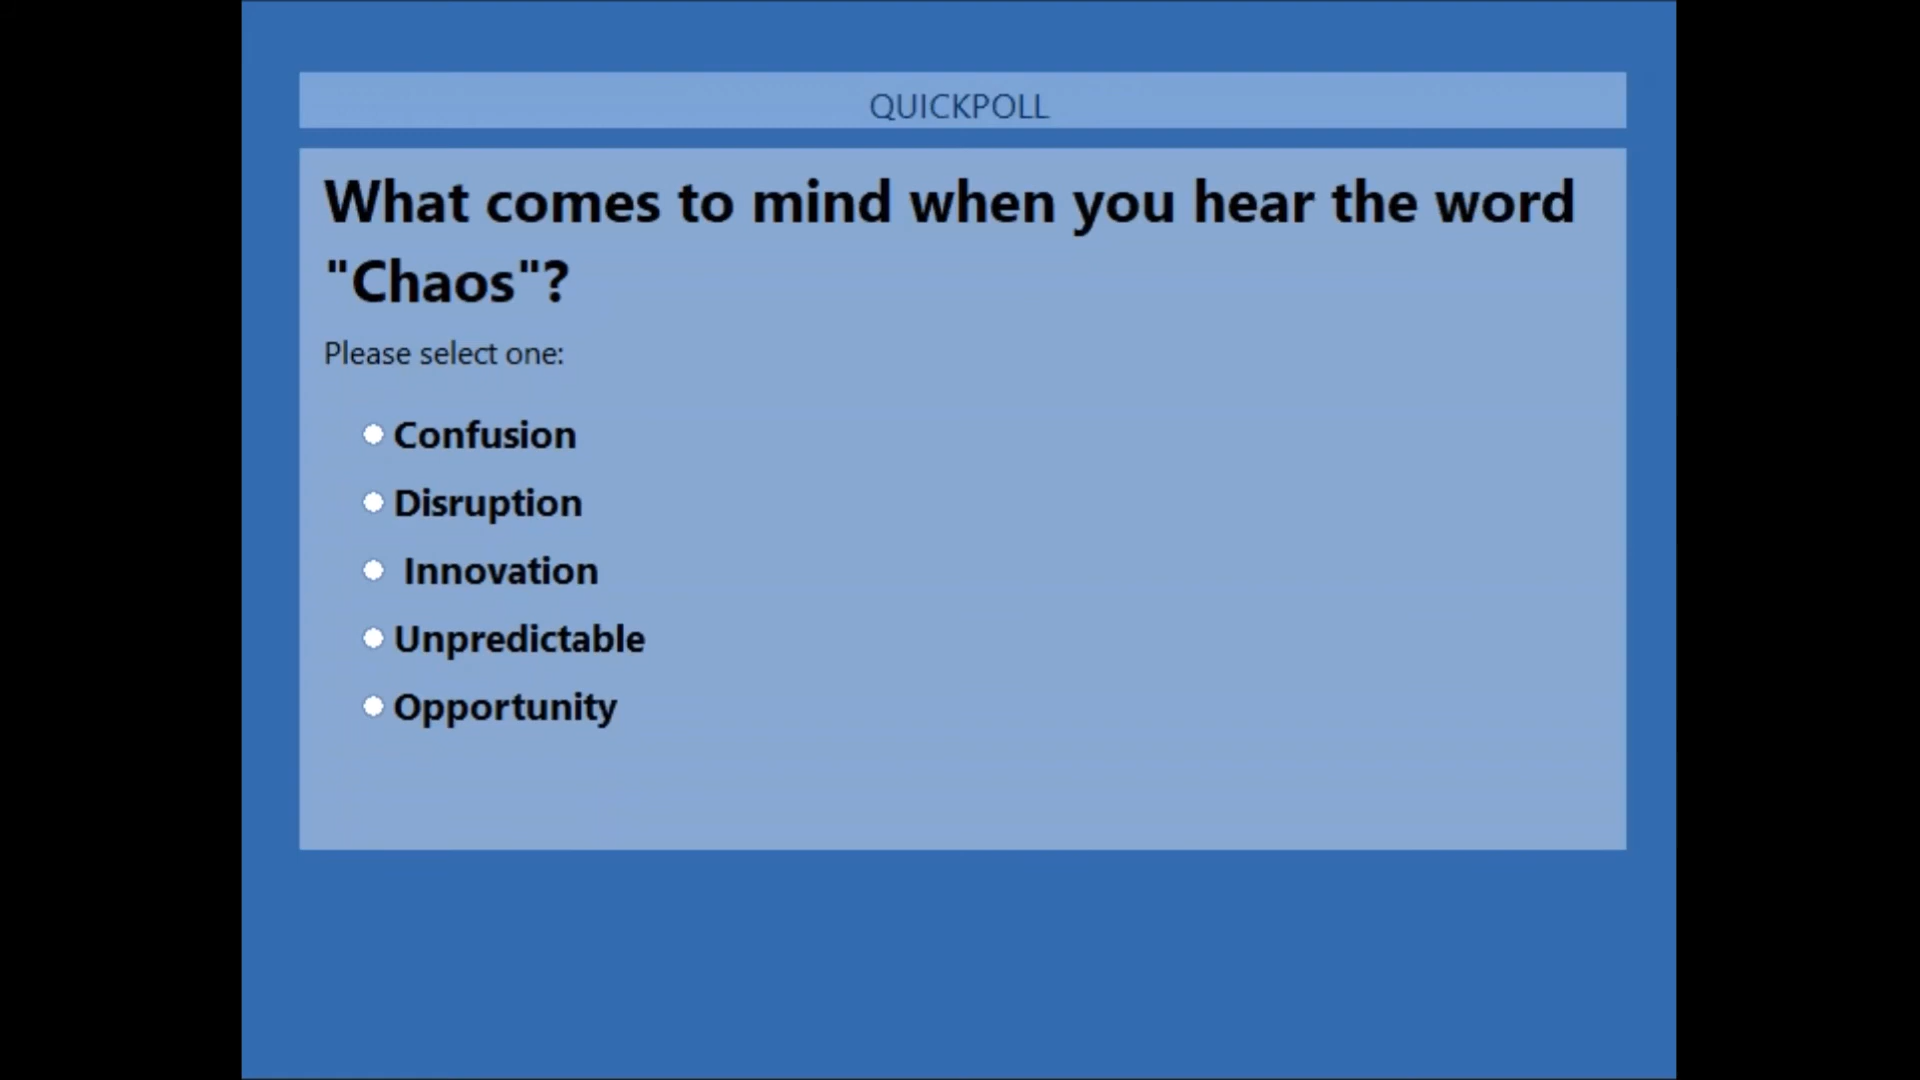 QUICKPOLL
What comes to mind when you hear the word
"Chaos"?
Please select one:
Confusion
Disruption
Innovation
Unpredictable
Opportunity